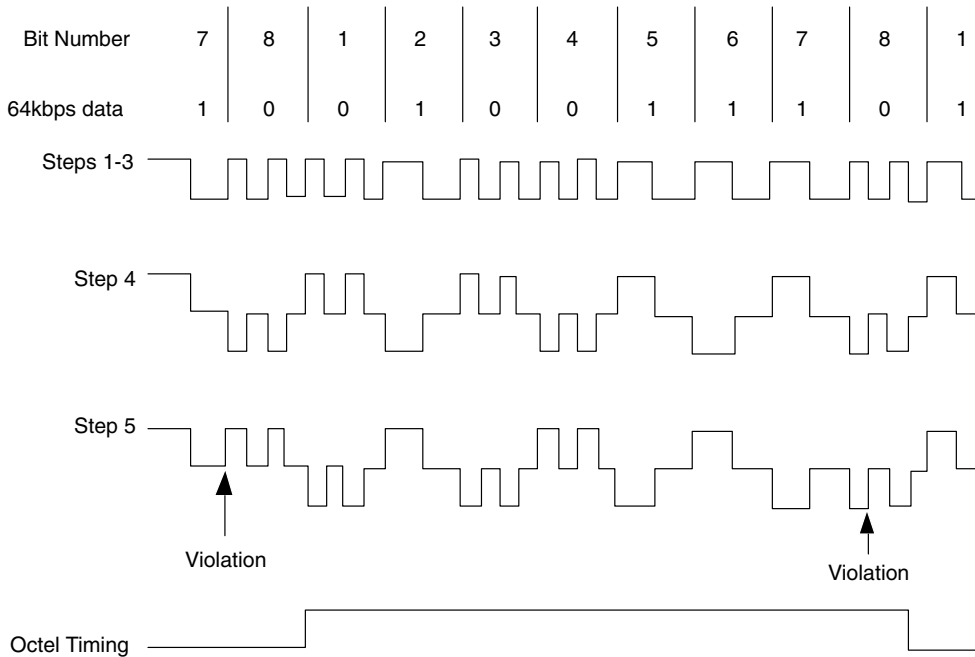 Bit Number 7 8 1 2 3 4 5 6 7 8 1
64kbps data 1 0 0 1 0 0 1 1 1 0 1
Steps 1-3
Step 4
Step 5
Violation
Violation
Octel Timing